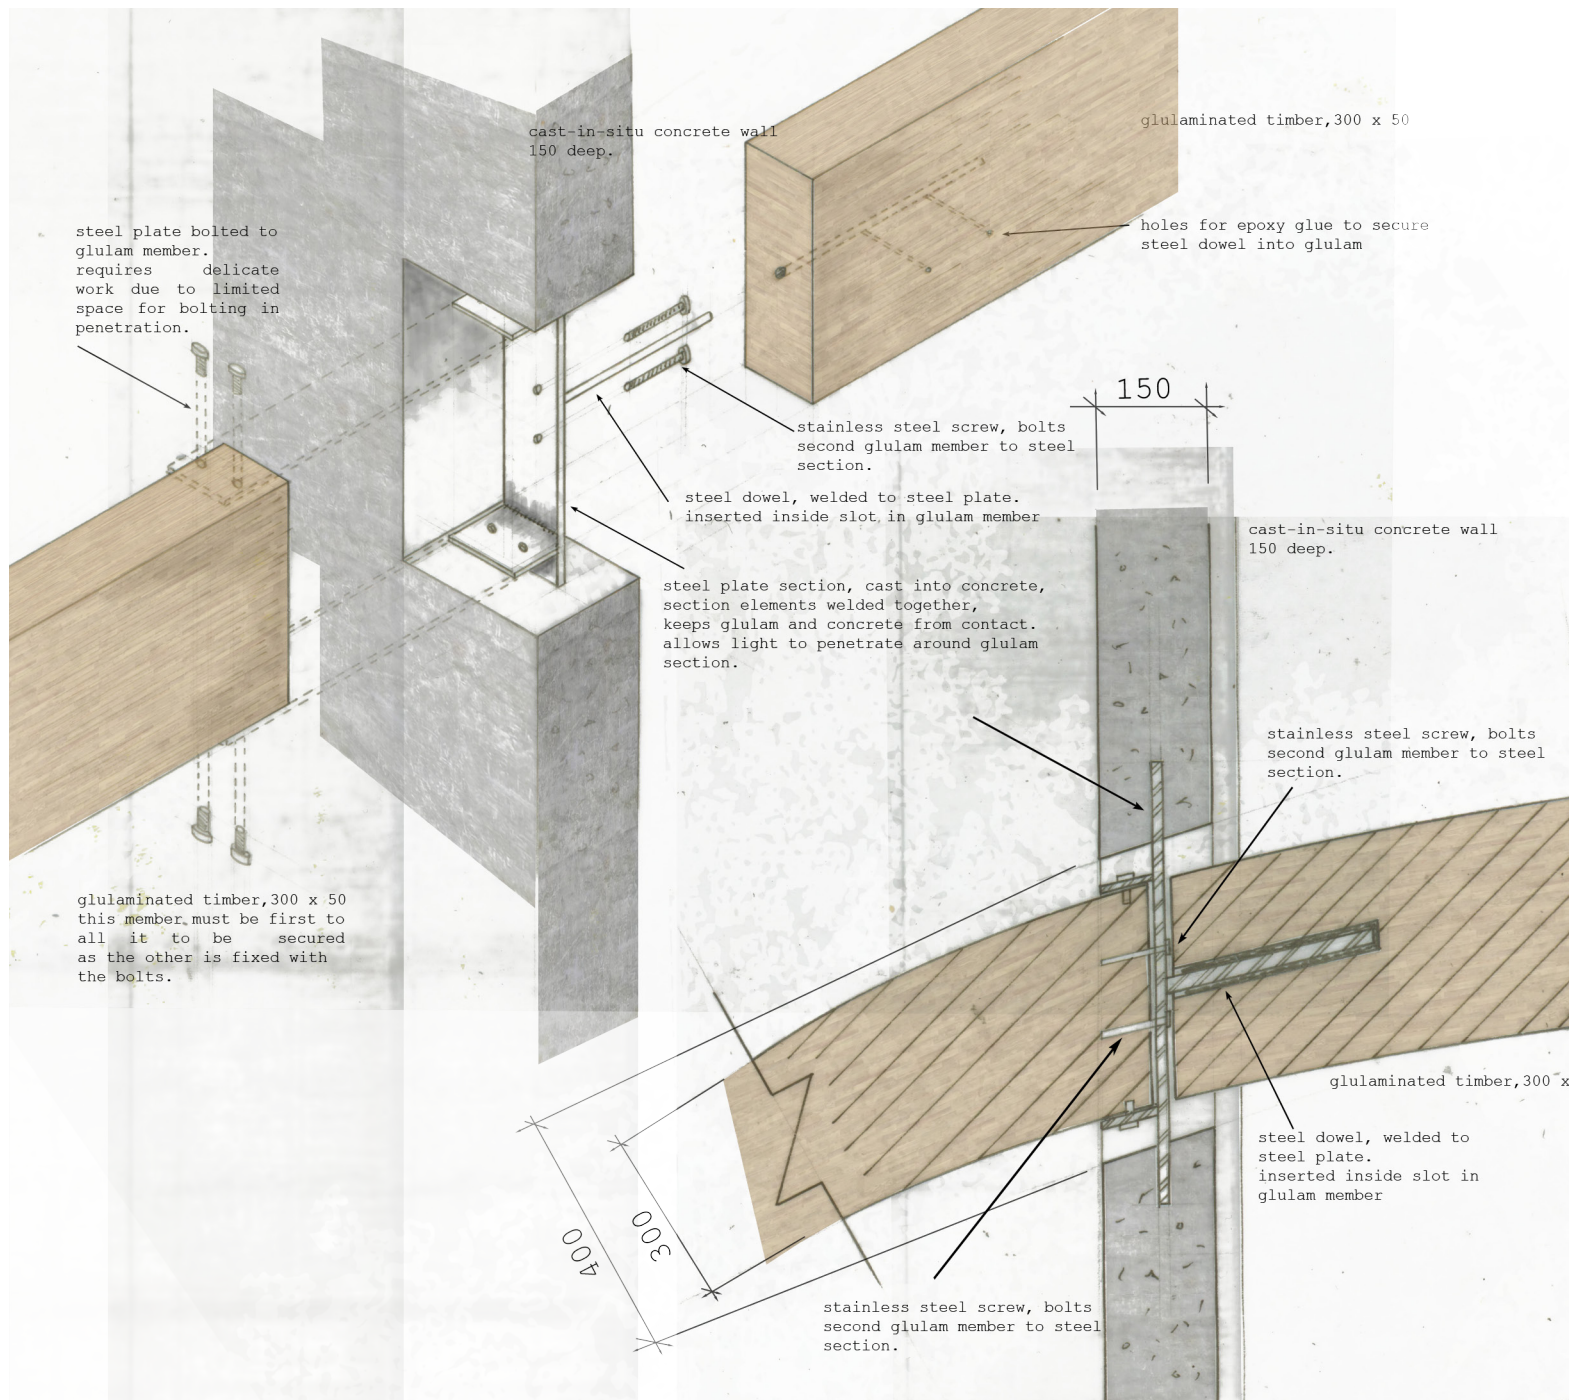 cast-in-situ concrete wall
150 deep.
glulaminated timber,300 x 50
steel plate bolted to
glulam member.
requires delicate
work due to limited
space for bolting in
penetration.
holes for epoxy glue to secure
steel dowel into glulam
150
stainless steel screw, bolts
second glulam member to steel
section.
steel dowel, welded to steel plate.
inserted inside slot in glulam member
cast-in-situ concrete wall
150 deep.
steel plate section, cast into concrete,
section elements welded together,
keeps glulam and concrete from contact.
allows light to penetrate around glulam
section.
stainless steel screw, bolts
second glulam member to steel
section.
glulaminated timber,300 x 50
this member must be first to
all it to be secured
as the other is fixed with
the bolts.
glulaminated timber,300 x
steel dowel, welded to
steel plate.
inserted inside slot in
glulam member
300
400
stainless steel screw, bolts
second glulam member to steel
section.